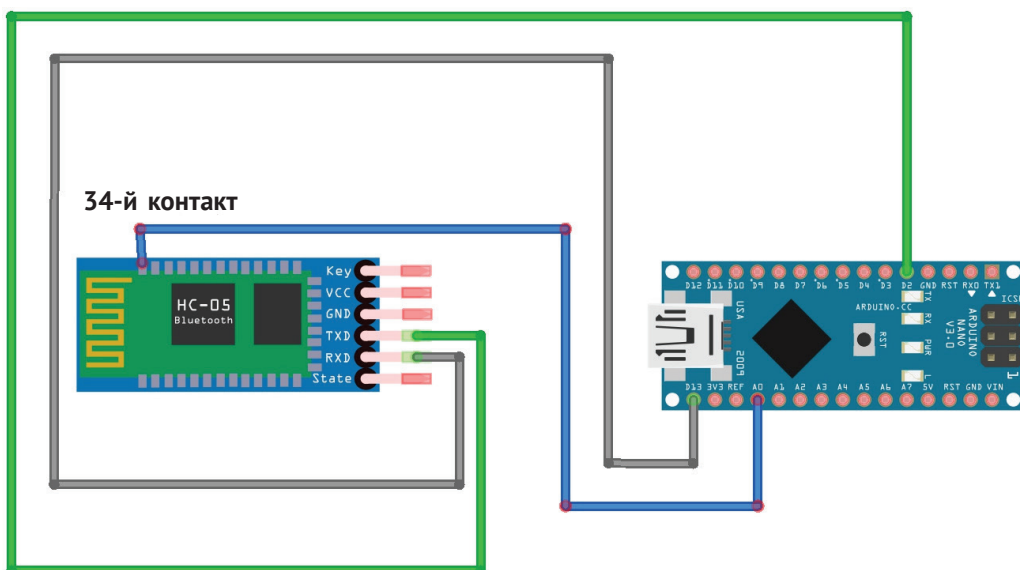 34-й контакт
HC-05
Bluetooth
Key
VCC
GND
TXD
RXD
State
D12
D11
D10
D9
D8
D7
D6
D5
D4
D3
D2
GND
RST
RX0
TX1
TX
RX
PWR
L
ARDUINO.CC
RST
USA
2009
ARDUINO
NANO
V3.0
ICSP
1
D13
3V3
REF
A0
A1
A2
A3
A4
A5
A6
A7
5V
RST
GND
VIN